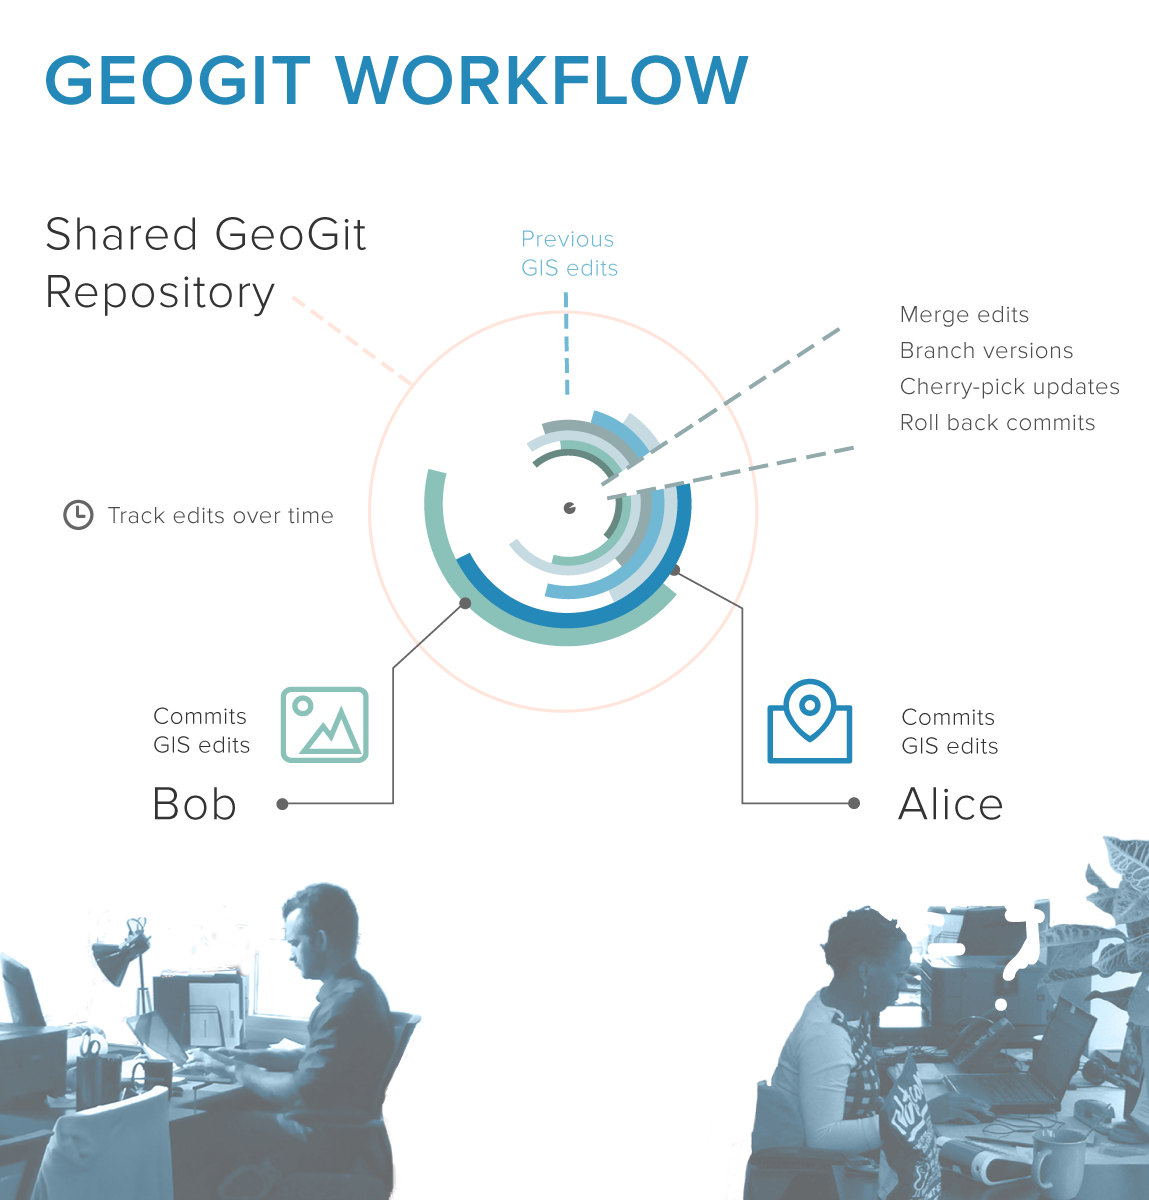 GEOGIT WORKFLOW
Shared GeoGit
Repository
Previous
GIS edits
Merge edits
Branch versions
Cherry-pick updates
Roll back commits
Track edits over time
Commits
GIS edits
Bob
Commits
GIS edits
Alice